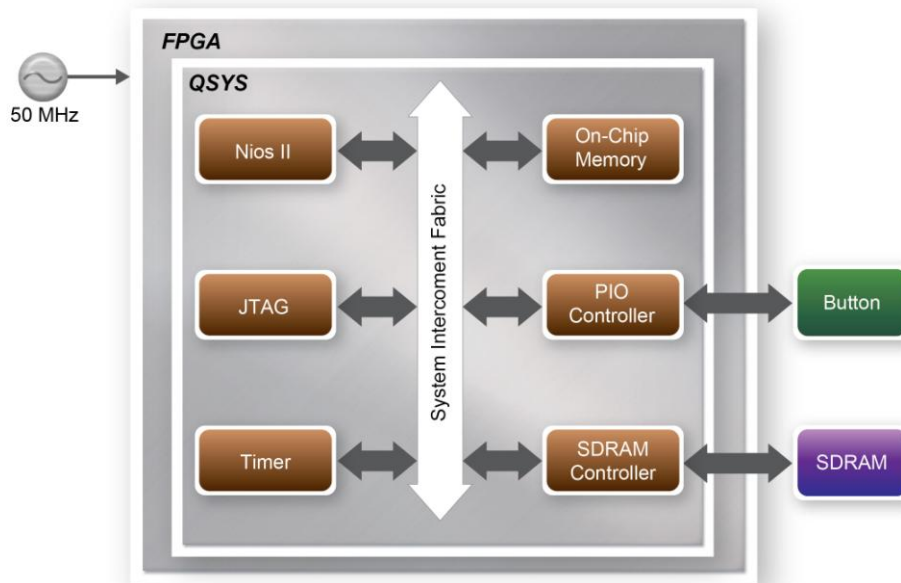 FPGA
QSYS
50 MHz
Nios II
On-Chip
Memory
System Intercoment Fabric
JTAG
PIO
Controller
Button
Timer
SDRAM
Controller
SDRAM